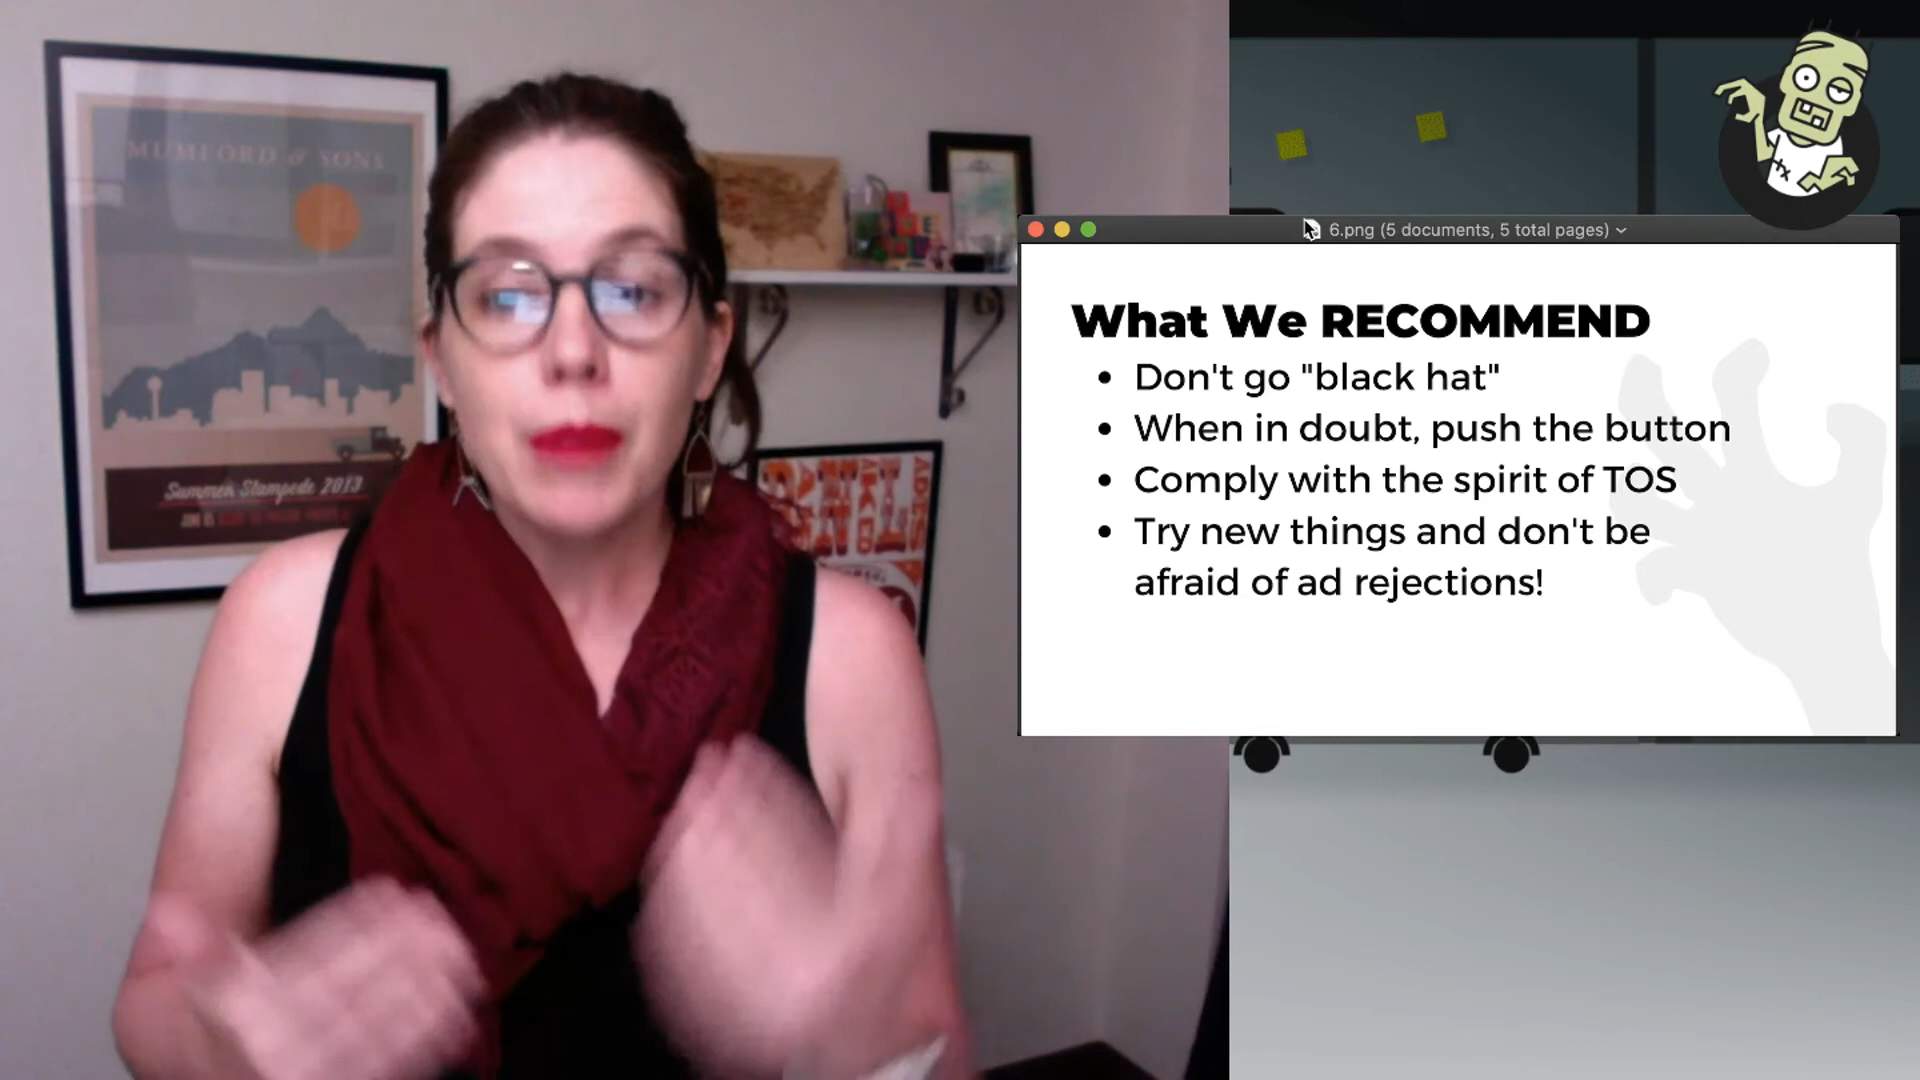 MUMFORD & SONS
Summer Stampede 2013
6.png (5 documents, 5 total pages)
What We RECOMMEND
• Don't go "black hat"
• When in doubt, push the button
• Comply with the spirit of TOS
• Try new things and don't be
afraid of ad rejections!